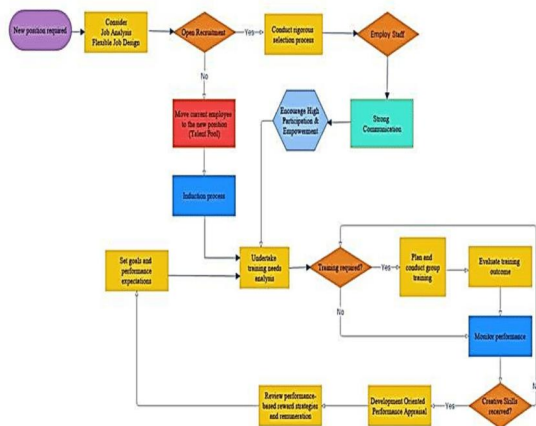 New position required
Consider
Job Analysis
Flexible Job Design
Open Recruitment
Yes
Conduct rigorous
selection process
Employ Staff
No
Move current employee
to the new position
(Talent Pool)
Encourage High
Participation &
Empowerment
Strong
Communication
Induction process
Set goals and
performance
expectations
Undertake
training needs
analysis
Training required?
Yes
Plan and
conduct group
training
Evaluate training
outcome
No
Monitor performance
Review performance-
based reward strategies
and remuneration
Development Oriented
Performance Appraisal
Yes
Creative Skills
received?